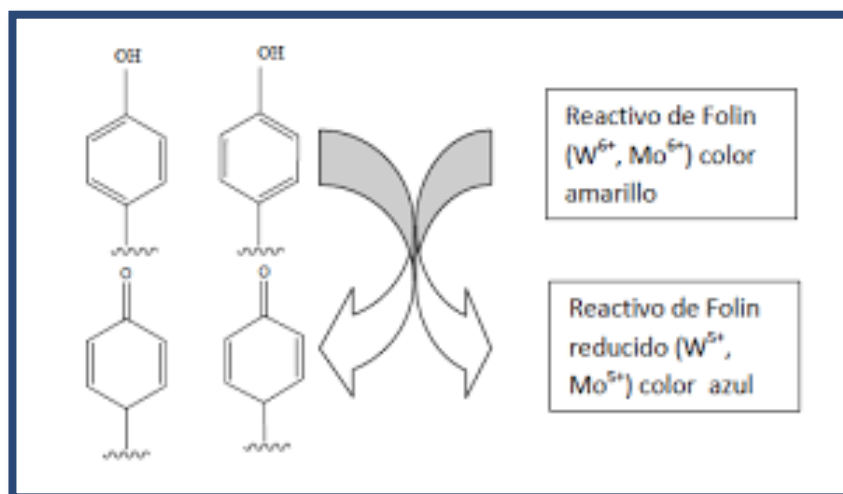 OH
OH
Reactivo de Folin
(W⁶⁺, Mo⁶⁺) color
amarillo
O
O
Reactivo de Folin
reducido (W⁵⁺,
Mo⁵⁺) color azul